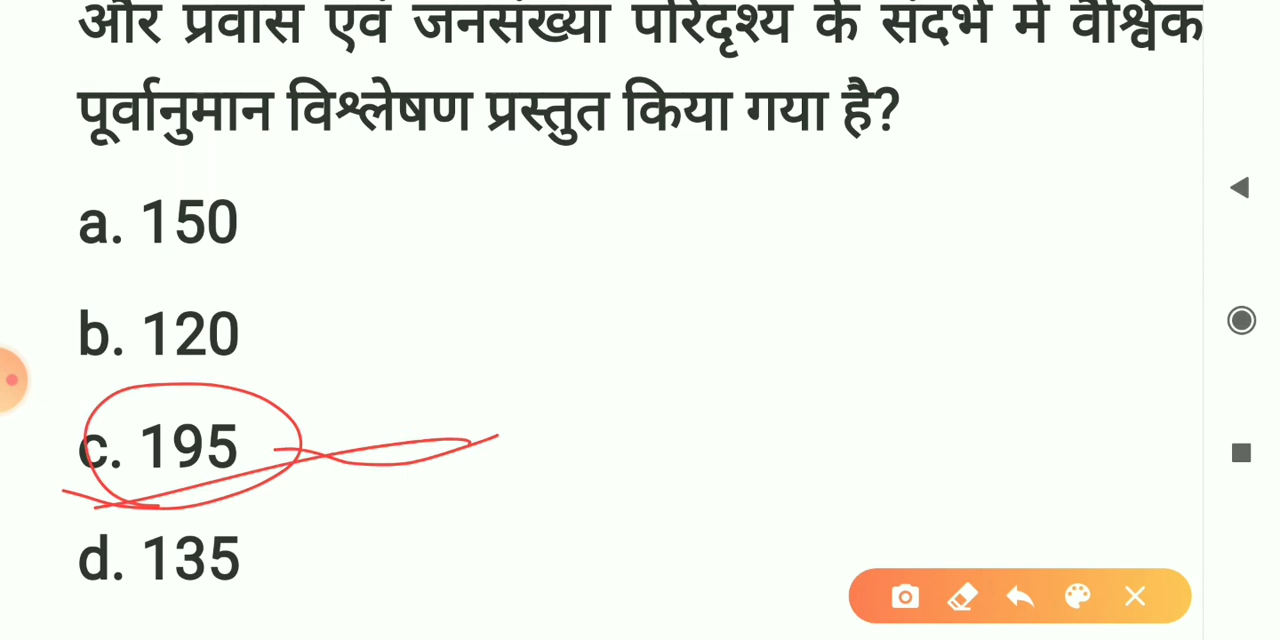 और प्रवास एवं जनसंख्या परिदृश्य के संदर्भ में वैश्विक
पूर्वानुमान विश्लेषण प्रस्तुत किया गया है?
a. 150
b. 120
c. 195
d. 135